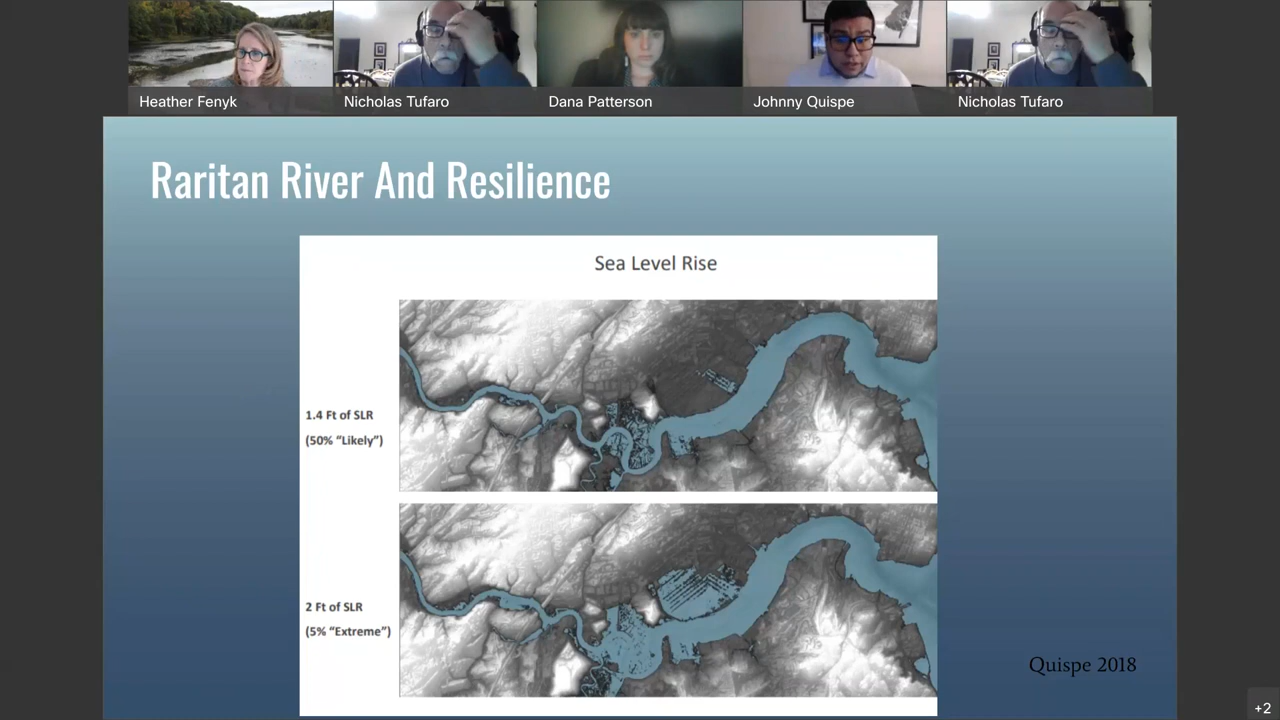 Heather Fenyk
Nicholas Tufaro
Dana Patterson
Johnny Quispe
Nicholas Tufaro
Raritan River And Resilience
Sea Level Rise
1.4 Ft of SLR
(50% “Likely”)
2 Ft of SLR
(5% “Extreme”)
Quispe 2018
+2